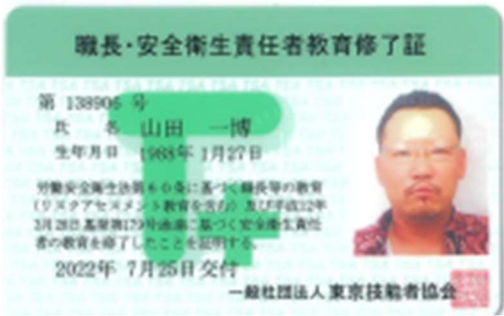 職長・安全衛生責任者教育修了証
第 138906 号
氏 名 山田 一博
生年月日 1988年 1月27日
労働安全衛生法第60条に基づく職長等の教育
(リスクアセスメント教育を含む)及び平成12年
3月28日基発第179号通達に基づく安全衛生責任
者の教育を修了したことを証明する。
2022年 7月25日交付
一般社団法人 東京技能者協会